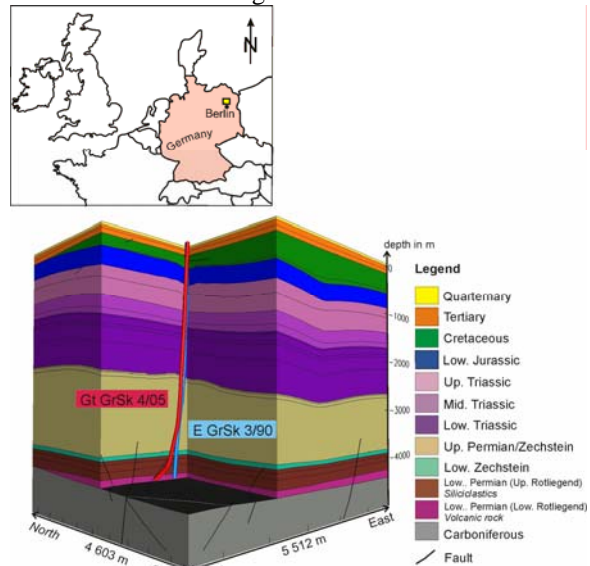 N
Berlin
Germany
depth in m
0
-1000
-2000
-3000
-4000
Gt GrSk 4/05
E GrSk 3/90
North
4 603 m
5 512 m
East
Legend
Quarternary
Tertiary
Cretaceous
Low. Jurassic
Up. Triassic
Mid. Triassic
Low. Triassic
Up. Permian/Zechstein
Low. Zechstein
Low.. Permian (Up. Rotliegend)
Siliciclastics
Low.. Permian (Low. Rotliegend)
Volcanic rock
Carboniferous
Fault